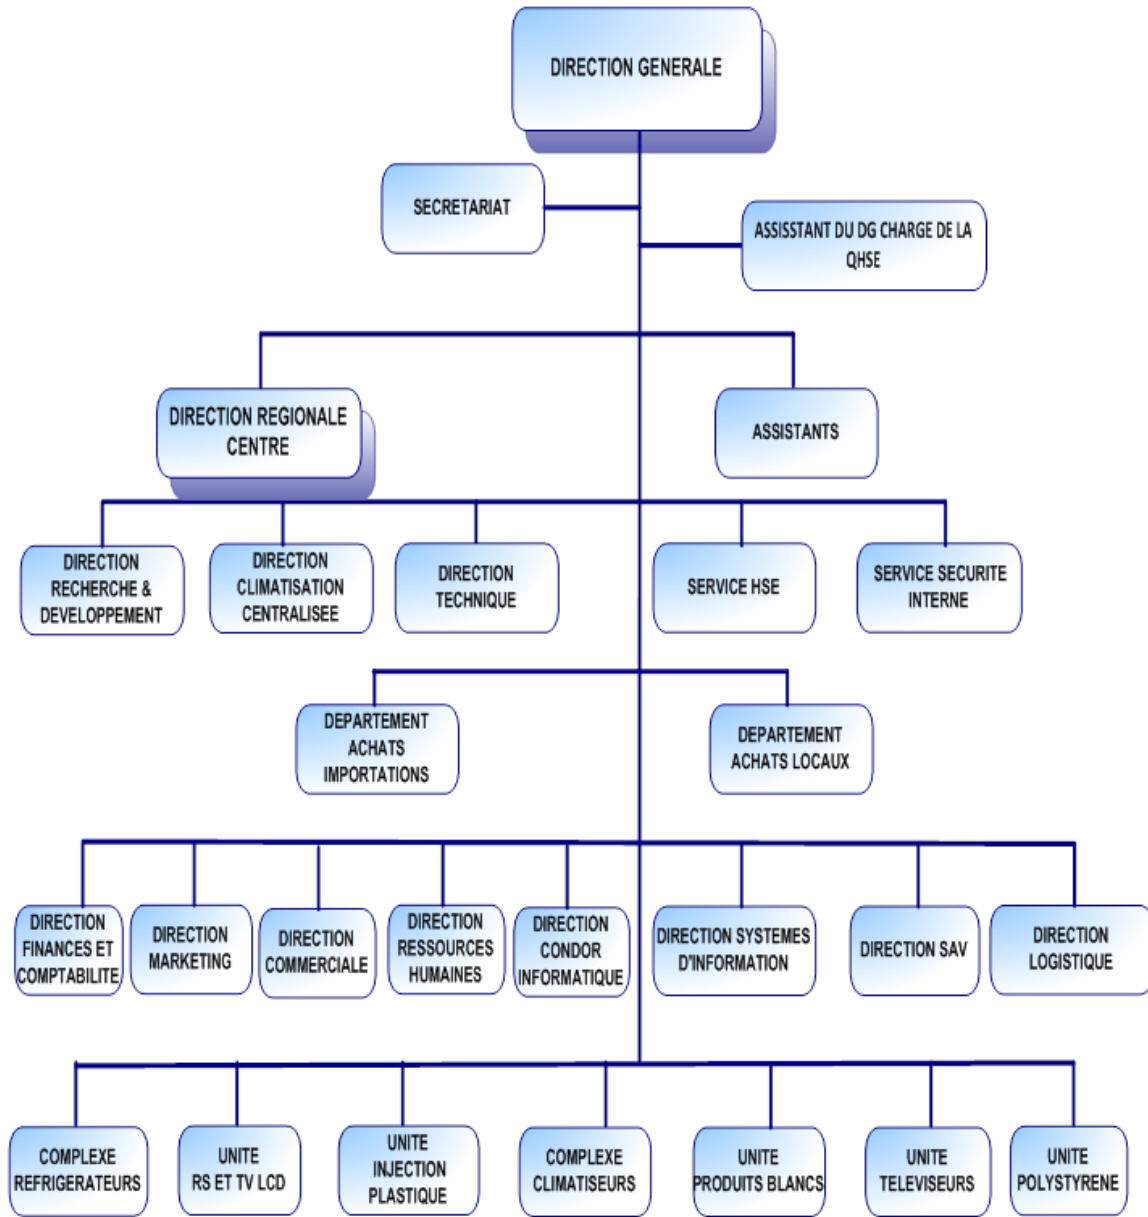 DIRECTION GENERALE
SECRETARIAT
ASSISSTANT DU DG CHARGE DE LA
QHSE
DIRECTION REGIONALE
CENTRE
ASSISTANTS
DIRECTION
RECHERCHE &
DEVELOPPEMENT
DIRECTION
CLIMATISATION
CENTRALISEE
DIRECTION
TECHNIQUE
SERVICE HSE
SERVICE SECURITE
INTERNE
DEPARTEMENT
ACHATS
IMPORTATIONS
DEPARTEMENT
ACHATS LOCAUX
DIRECTION
FINANCES ET
COMPTABILITE
DIRECTION
MARKETING
DIRECTION
COMMERCIALE
DIRECTION
RESSOURCES
HUMAINES
DIRECTION
CONDOR
INFORMATIQUE
DIRECTION SYSTEMES
D'INFORMATION
DIRECTION SAV
DIRECTION
LOGISTIQUE
COMPLEXE
REFRIGERATEURS
UNITE
RS ET TV LCD
UNITE
INJECTION
PLASTIQUE
COMPLEXE
CLIMATISEURS
UNITE
PRODUITS BLANCS
UNITE
TELEVISEURS
UNITE
POLYSTYRENE